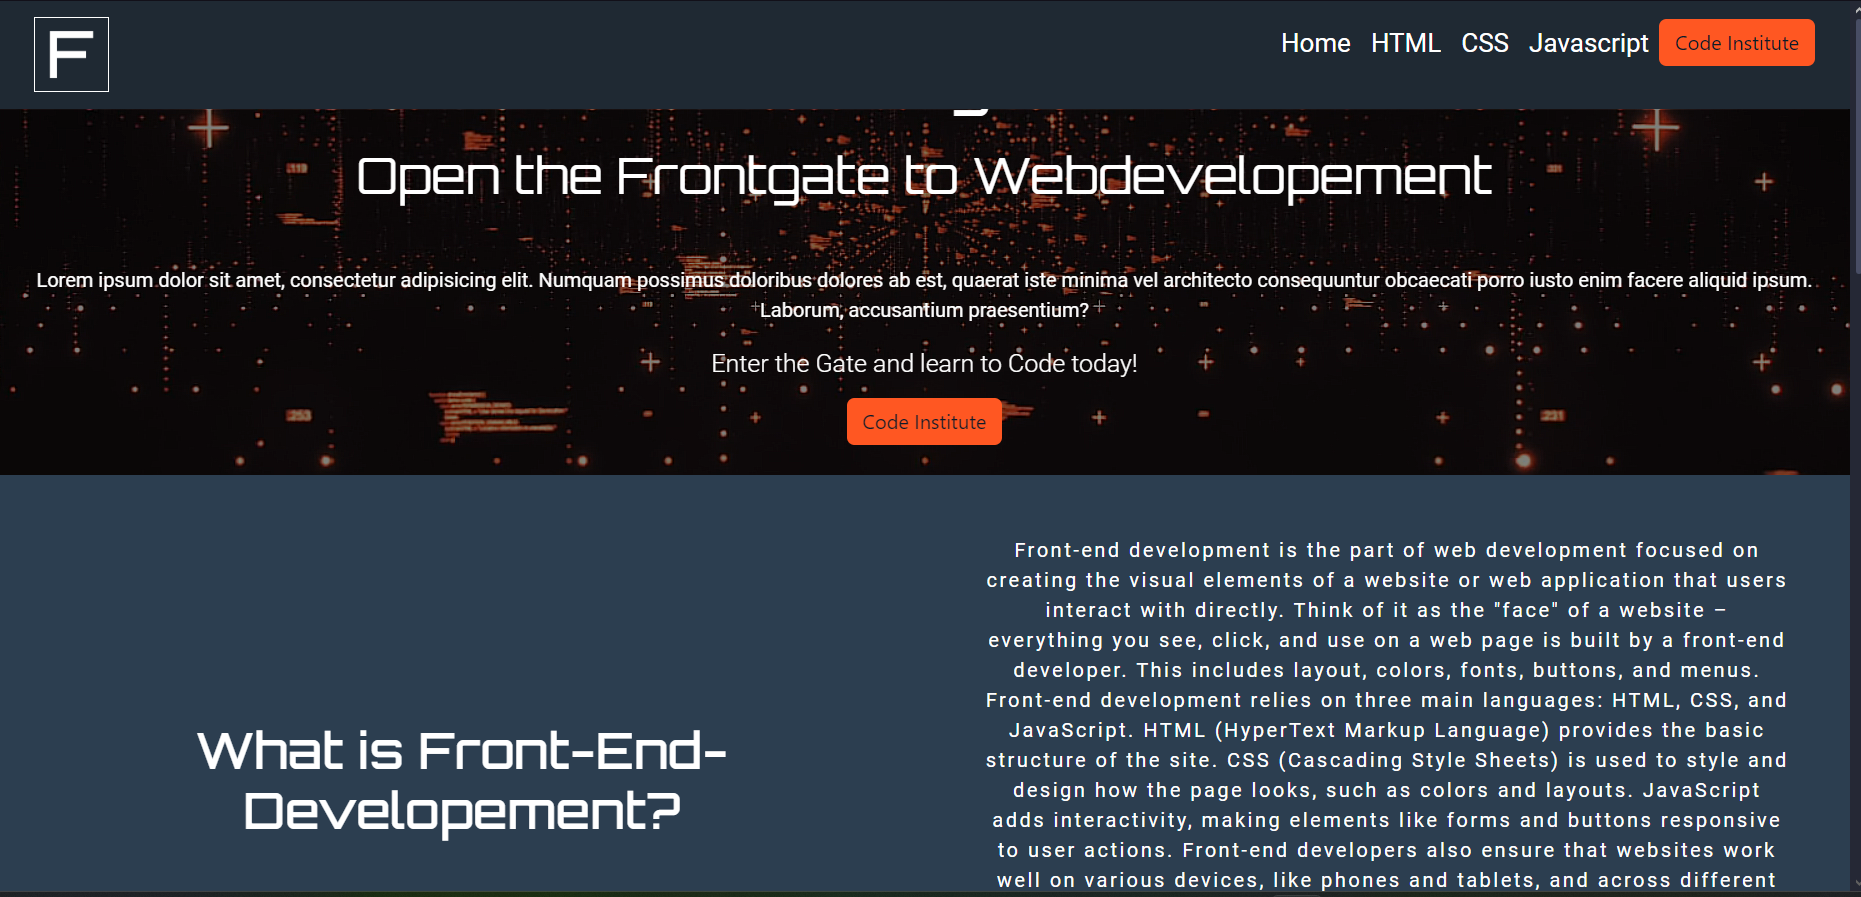 F
Home HTML CSS Javascript Code Institute
Open the Frontgate to Webdevelopement
Lorem ipsum dolor sit amet, consectetur adipisicing elit. Numquam possimus doloribus dolores ab est, quaerat iste minima vel architecto consequuntur obcaecati porro iusto enim facere aliquid ipsum.
Laborum, accusantium praesentium?
Enter the Gate and learn to Code today!
Code Institute
What is Front-End-
Developement?
Front-end development is the part of web development focused on
creating the visual elements of a website or web application that users
interact with directly. Think of it as the "face" of a website –
everything you see, click, and use on a web page is built by a front-end
developer. This includes layout, colors, fonts, buttons, and menus.
Front-end development relies on three main languages: HTML, CSS, and
JavaScript. HTML (HyperText Markup Language) provides the basic
structure of the site. CSS (Cascading Style Sheets) is used to style and
design how the page looks, such as colors and layouts. JavaScript
adds interactivity, making elements like forms and buttons responsive
to user actions. Front-end developers also ensure that websites work
well on various devices, like phones and tablets, and across different